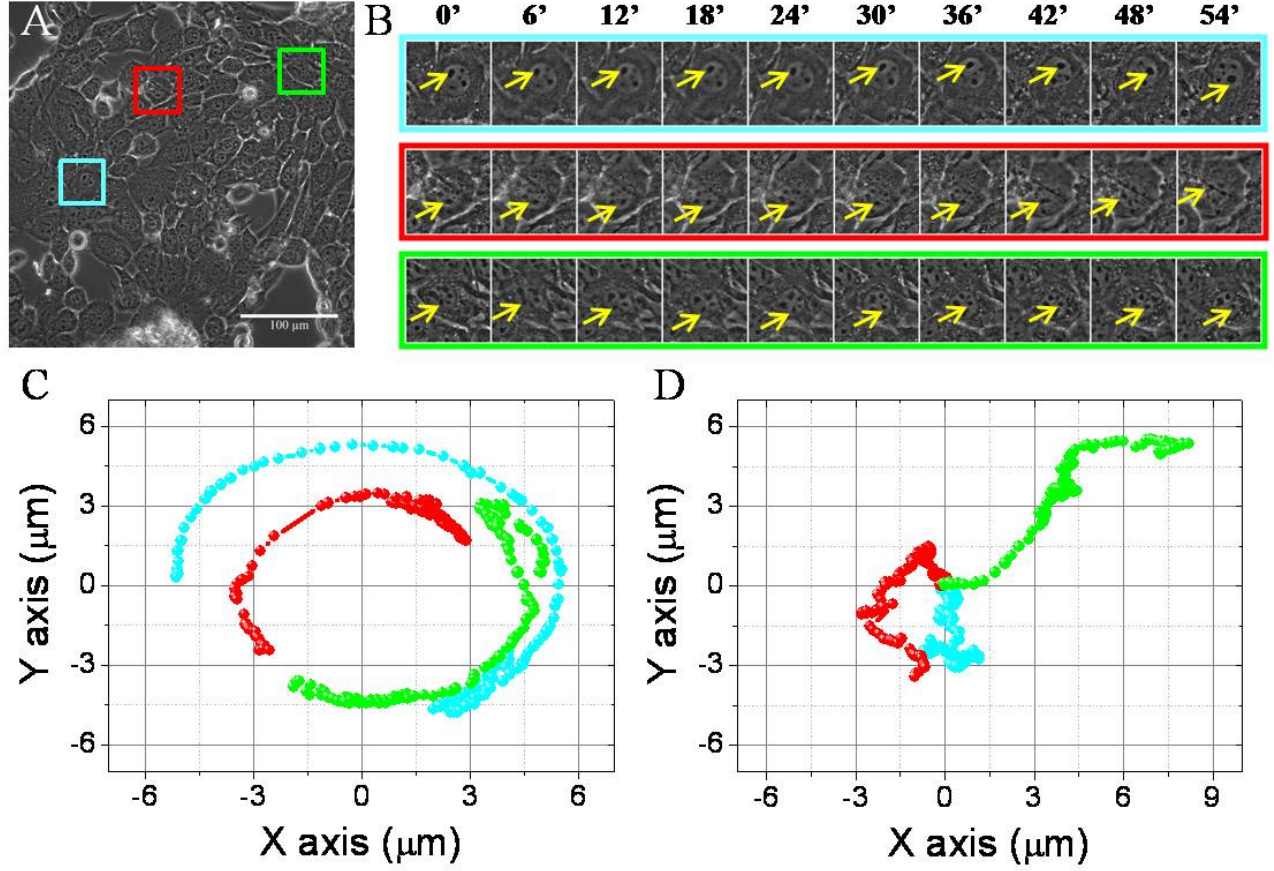 A
100 μm
B
0’ 6’ 12’ 18’ 24’ 30’ 36’ 42’ 48’ 54’
C
6
3
0
-3
-6
Y axis (μm)
-6 -3 0 3 6
X axis (μm)
D
6
3
0
-3
-6
Y axis (μm)
-6 -3 0 3 6 9
X axis (μm)